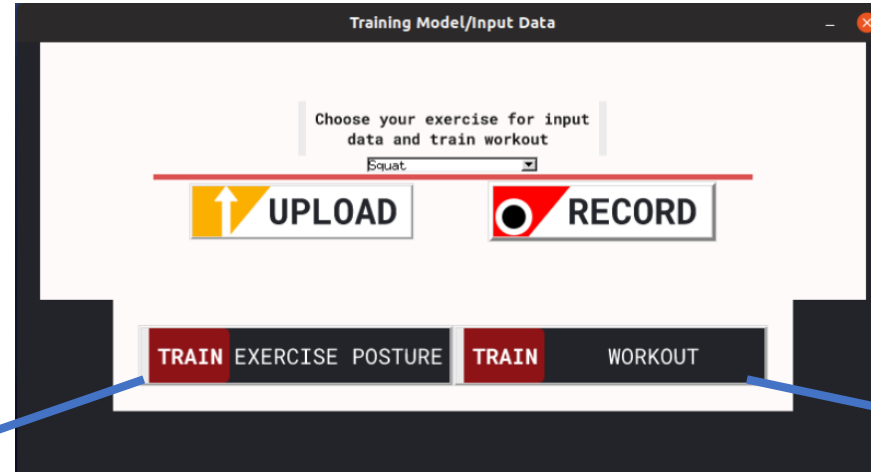 Training Model/Input Data
Choose your exercise for input
data and train workout
Squat
UPLOAD
RECORD
TRAIN EXERCISE POSTURE
TRAIN WORKOUT